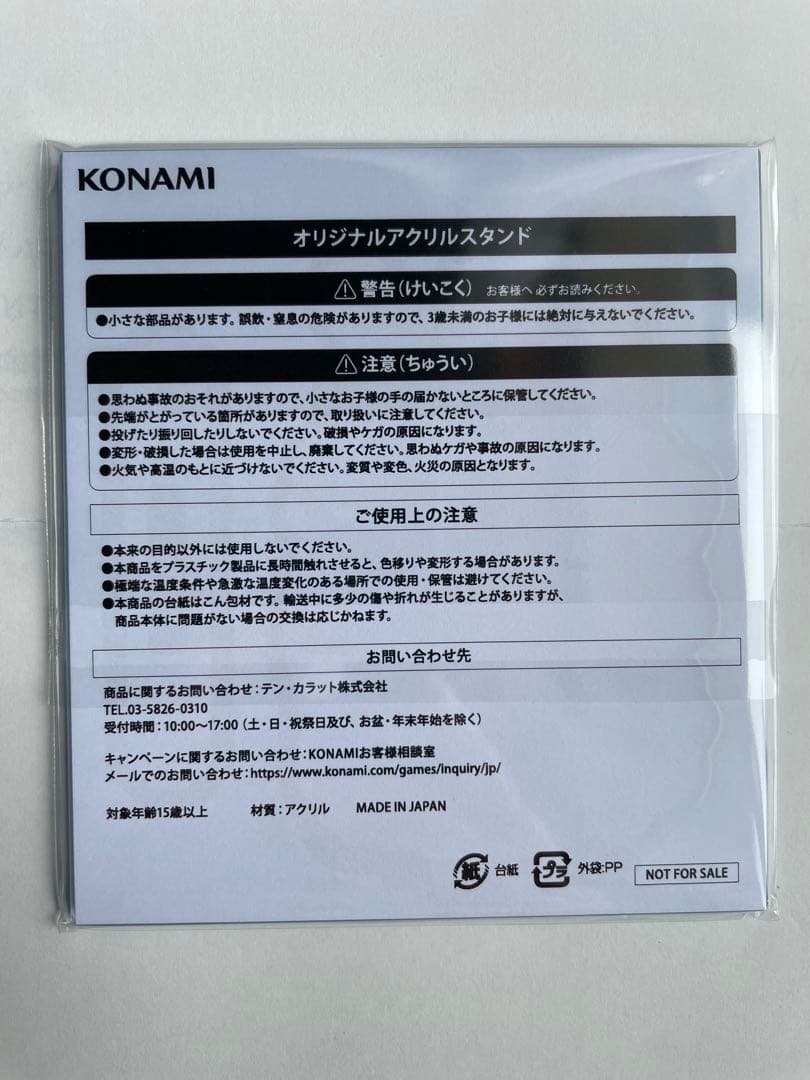 KONAMI
オリジナルアクリルスタンド
⚠警告(けいこく) お客様へ 必ずお読みください。
●小さな部品があります。誤飲・窒息の危険がありますので、3歳未満のお子様には絶対に与えないでください。
⚠注意(ちゅうい)
●思わぬ事故のおそれがありますので、小さなお子様の手の届かないところに保管してください。
●先端がとがっている箇所がありますので、取り扱いに注意してください。
●投げたり振り回したりしないでください。破損やケガの原因になります。
●変形・破損した場合は使用を中止し、廃棄してください。思わぬケガや事故の原因になります。
●火気や高温のもとに近づけないでください。変質や変色、火災の原因となります。
ご使用上の注意
●本来の目的以外には使用しないでください。
●本商品をプラスチック製品に長時間触れさせると、色移りや変形する場合があります。
●極端な温度条件や急激な温度変化のある場所での使用・保管は避けてください。
●本商品の台紙はこん包材です。輸送中に多少の傷や折れが生じることがありますが、
商品本体に問題がない場合の交換は応じかねます。
お問い合わせ先
商品に関するお問い合わせ:テン・カラット株式会社
TEL.03-5826-0310
受付時間:10:00〜17:00(土・日・祝祭日及び、お盆・年末年始を除く)
キャンペーンに関するお問い合わせ:KONAMIお客様相談室
メールでのお問い合わせ:https://www.konami.com/games/inquiry/jp/
対象年齢15歳以上 材質:アクリル MADE IN JAPAN
紙 台紙 プラ 外袋:PP NOT FOR SALE